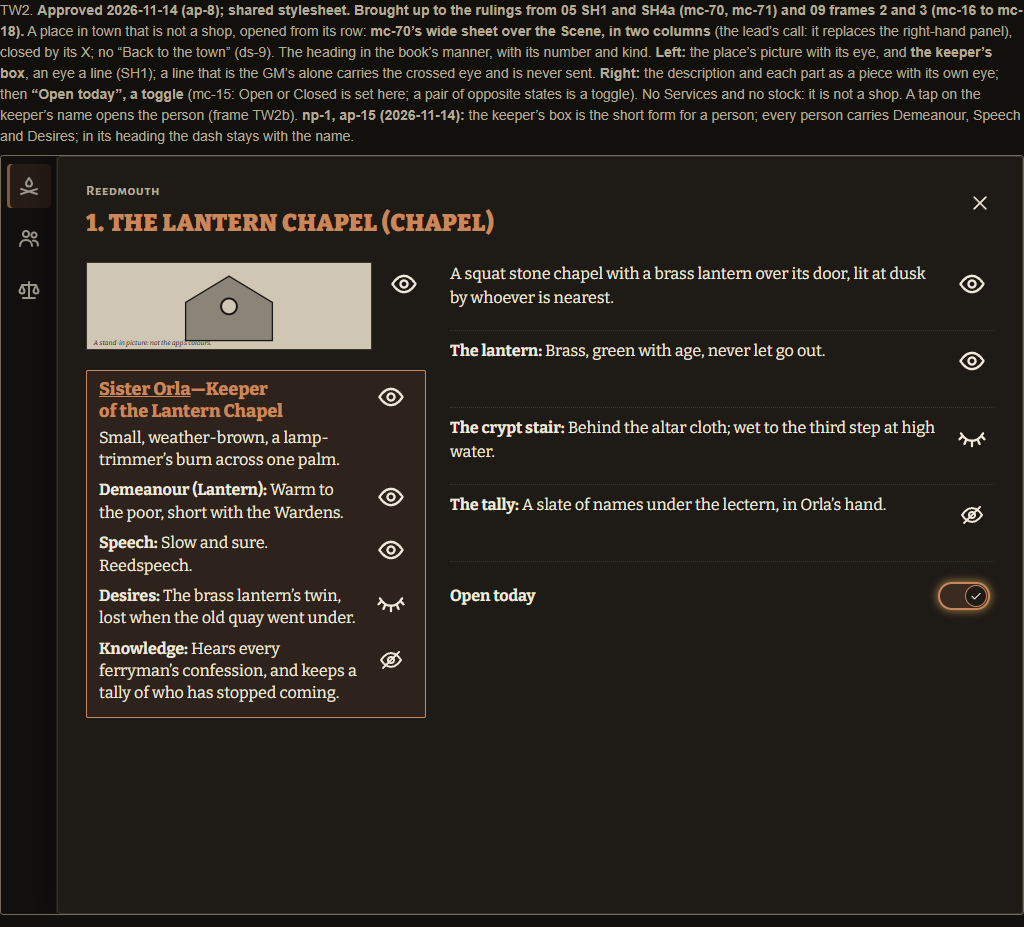 TW2. Approved 2026-11-14 (ap-8); shared stylesheet. Brought up to the rulings from 05 SH1 and SH4a (mc-70, mc-71) and 09 frames 2 and 3 (mc-16 to mc-
18). A place in town that is not a shop, opened from its row: mc-70’s wide sheet over the Scene, in two columns (the lead’s call: it replaces the right-hand panel),
closed by its X; no “Back to the town” (ds-9). The heading in the book’s manner, with its number and kind. Left: the place’s picture with its eye, and the keeper’s
box, an eye a line (SH1); a line that is the GM’s alone carries the crossed eye and is never sent. Right: the description and each part as a piece with its own eye;
then “Open today”, a toggle (mc-15: Open or Closed is set here; a pair of opposite states is a toggle). No Services and no stock: it is not a shop. A tap on the
keeper’s name opens the person (frame TW2b). np-1, ap-15 (2026-11-14): the keeper’s box is the short form for a person; every person carries Demeanour, Speech
and Desires; in its heading the dash stays with the name.
REEDMOUTH
1. THE LANTERN CHAPEL (CHAPEL)
A stand-in picture: not the app’s colours.
Sister Orla—Keeper
of the Lantern Chapel
Small, weather-brown, a lamp-
trimmer’s burn across one palm.
Demeanour (Lantern): Warm to
the poor, short with the Wardens.
Speech: Slow and sure.
Reedspeech.
Desires: The brass lantern’s twin,
lost when the old quay went under.
Knowledge: Hears every
ferryman’s confession, and keeps a
tally of who has stopped coming.
A squat stone chapel with a brass lantern over its door, lit at dusk
by whoever is nearest.
The lantern: Brass, green with age, never let go out.
The crypt stair: Behind the altar cloth; wet to the third step at high
water.
The tally: A slate of names under the lectern, in Orla’s hand.
Open today